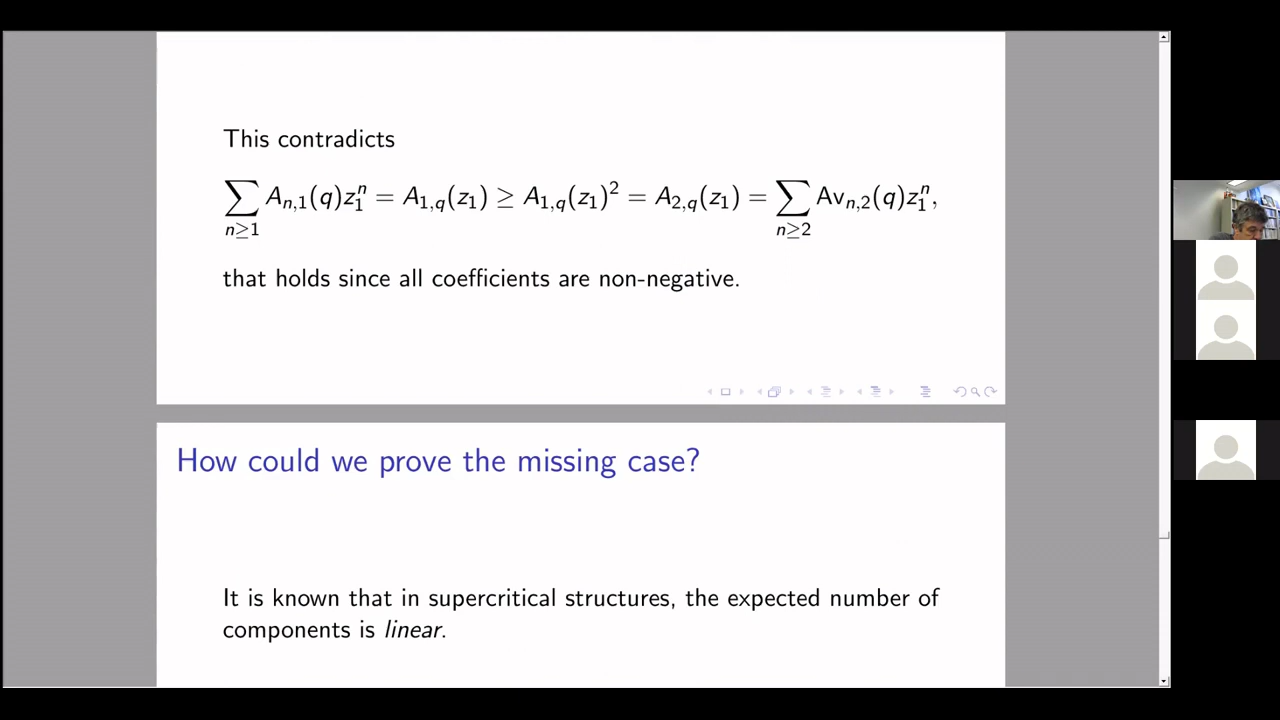 This contradicts
∑_{n≥1} A_{n,1}(q)z_1^n = A_{1,q}(z_1) ≥ A_{1,q}(z_1)^2 = A_{2,q}(z_1) = ∑_{n≥2} Av_{n,2}(q)z_1^n,
that holds since all coefficients are non-negative.
How could we prove the missing case?
It is known that in supercritical structures, the expected number of
components is linear.